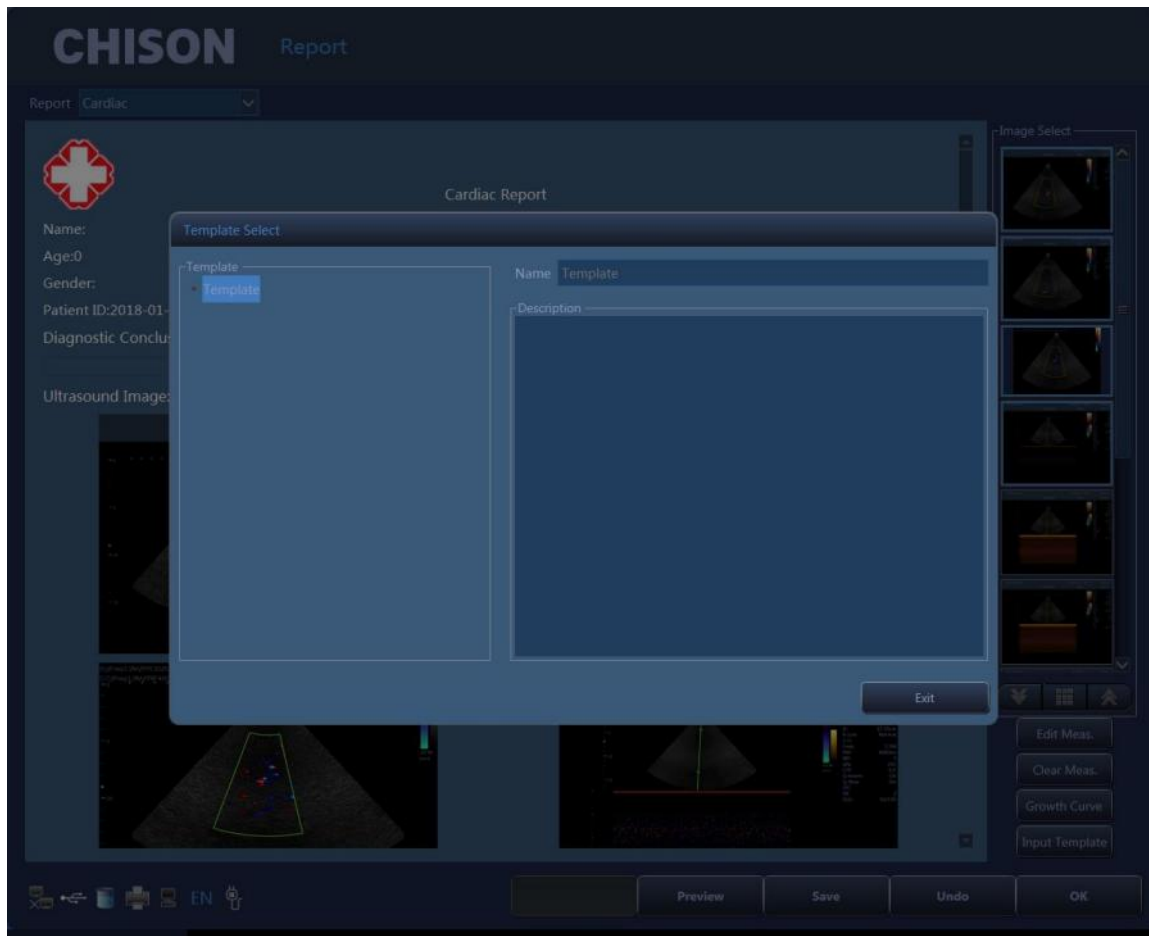 CHISON Report
Report Cardiac
Image Select
Cardiac Report
Name:
Age:0
Gender:
Patient ID:2018-01-
Diagnostic Conclu
Ultrasound Image:
Template Select
Template
Template
Name Template
Description
Exit
Edit Meas.
Clear Meas.
Growth Curve
Input Template
EN
Preview Save Undo OK